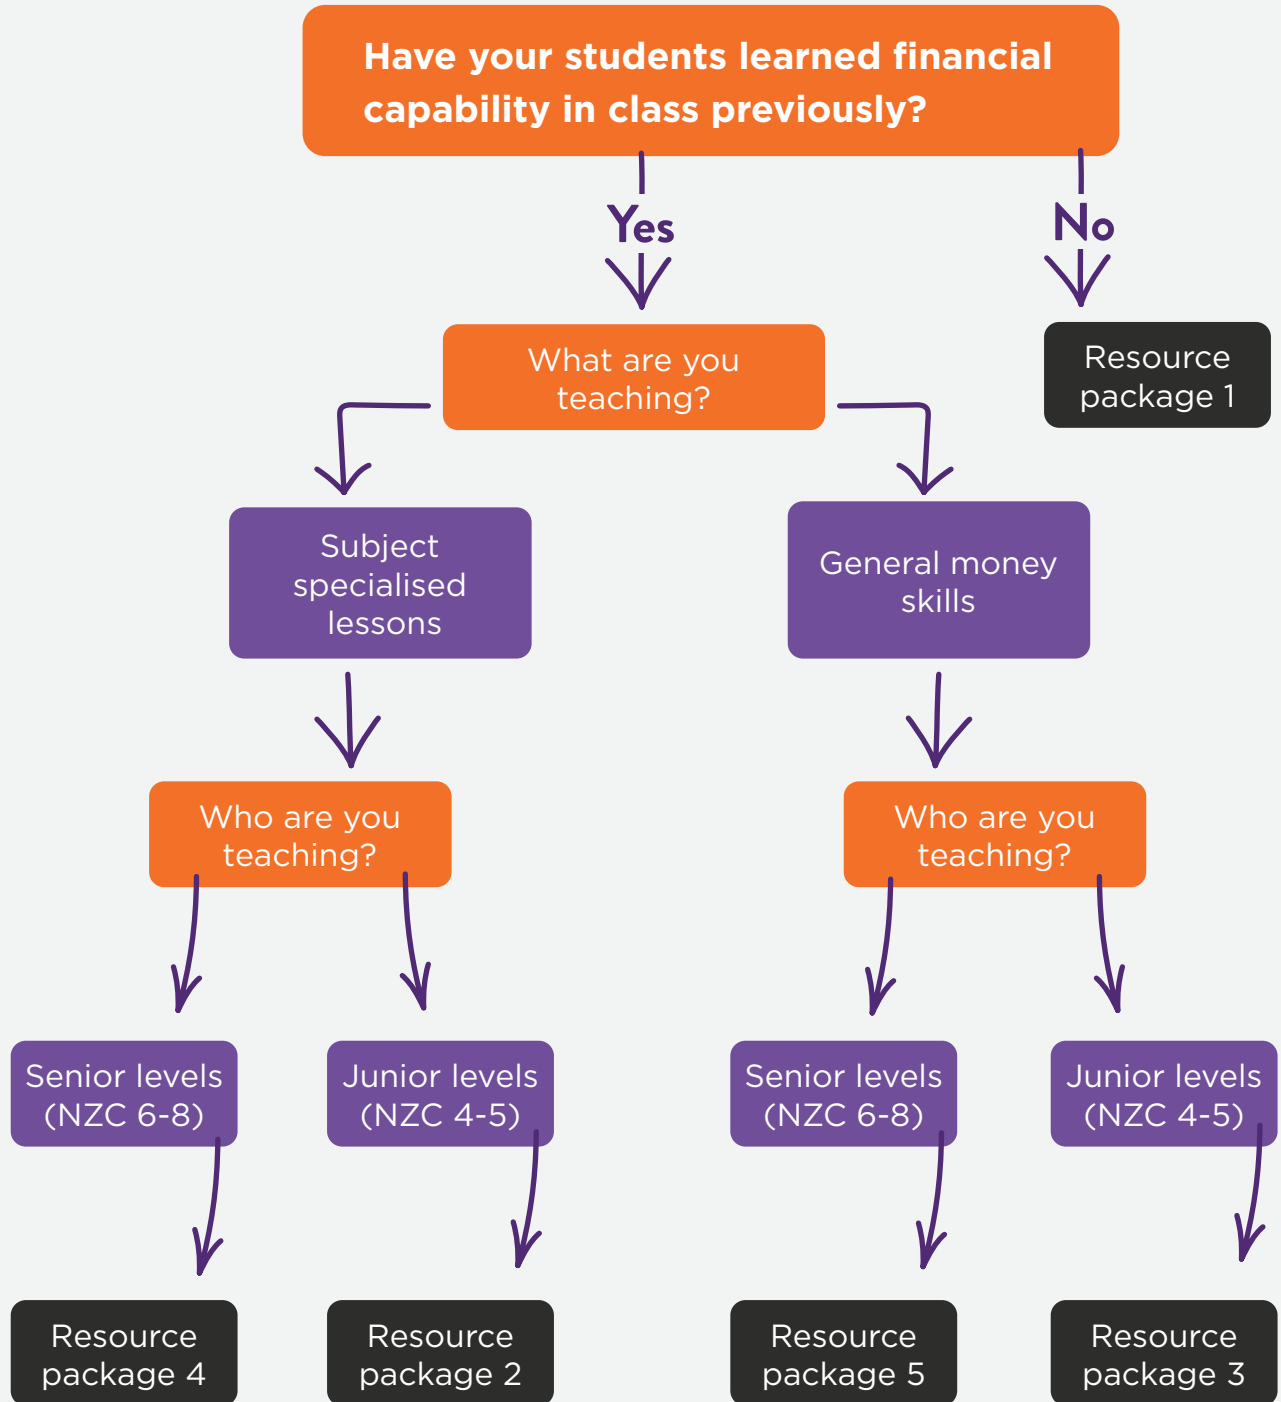 Have your students learned financial
capability in class previously?
Yes
No
What are you
teaching?
Resource
package 1
Subject
specialised
lessons
General money
skills
Who are you
teaching?
Who are you
teaching?
Senior levels
(NZC 6-8)
Junior levels
(NZC 4-5)
Senior levels
(NZC 6-8)
Junior levels
(NZC 4-5)
Resource
package 4
Resource
package 2
Resource
package 5
Resource
package 3